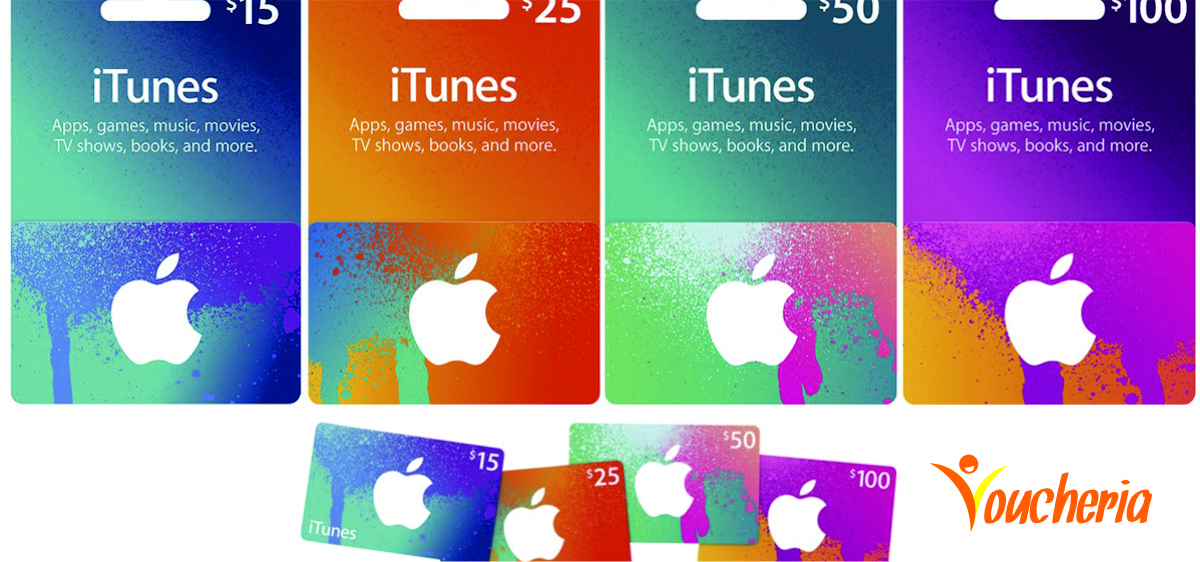 $15
$25
$50
$100
iTunes
Apps, games, music, movies,
TV shows, books, and more.
iTunes
Apps, games, music, movies,
TV shows, books, and more.
iTunes
Apps, games, music, movies,
TV shows, books, and more.
iTunes
Apps, games, music, movies,
TV shows, books, and more.
$15
iTunes
$25
$50
$100
Voucheria